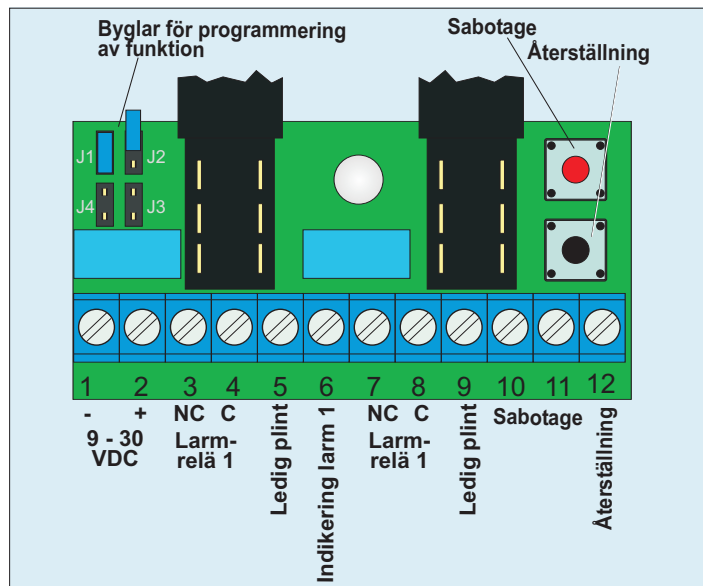 Byglar för programmering
av funktion
Sabotage
Återställning
J1
J2
J4
J3
1 2 3 4 5 6 7 8 9 10 11 12
- + NC C
9 - 30
VDC
Larm-
relä 1
Ledig plint
Indikering larm 1
NC C
Larm-
relä 1
Ledig plint
Sabotage
Återställning